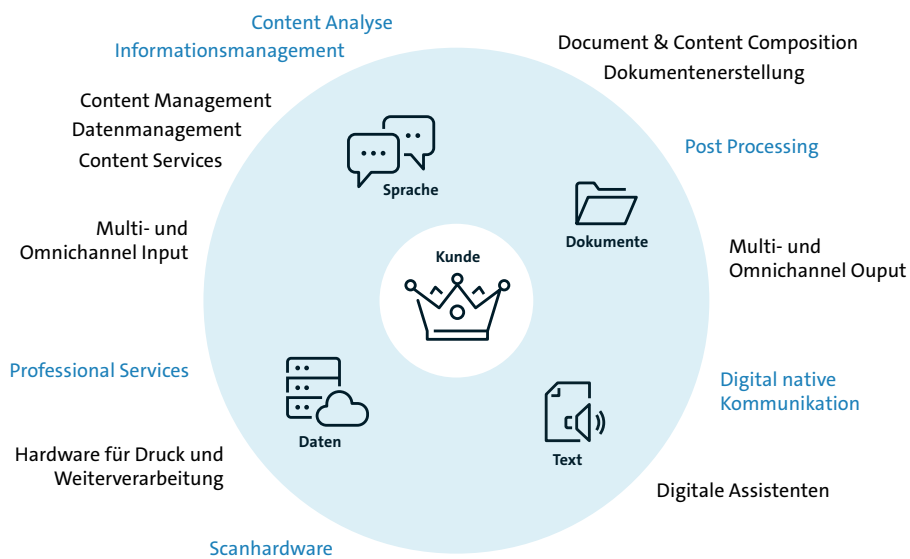 Content Analyse
Informationsmanagement
Document & Content Composition
Dokumentenerstellung
Content Management
Datenmanagement
Content Services
Post Processing
Sprache
Dokumente
Multi- und
Omnichannel Input
Kunde
Multi- und
Omnichannel Ouput
Professional Services
Digital native
Kommunikation
Daten
Text
Hardware für Druck und
Weiterverarbeitung
Digitale Assistenten
Scanhardware